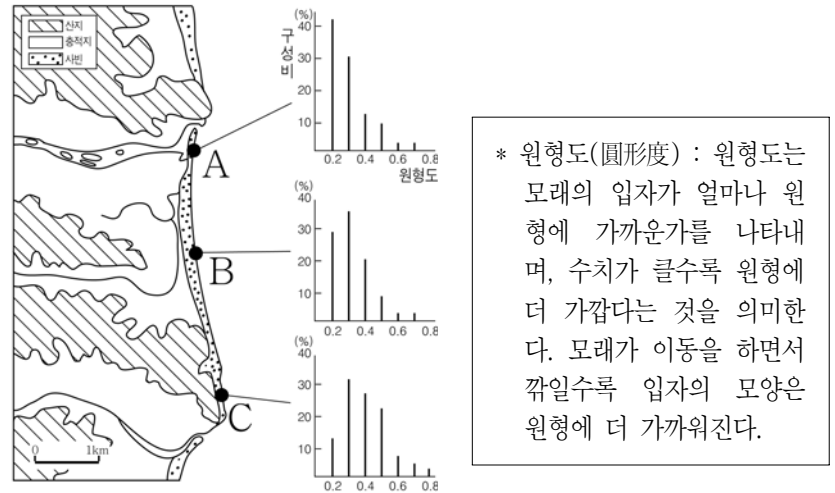 산지
충적지
사빈
A
B
C
0 1km
(%)
구성비
40
30
20
10
0.2 0.4 0.6 0.8
원형도
(%)
40
30
20
10
0.2 0.4 0.6 0.8
(%)
40
30
20
10
0.2 0.4 0.6 0.8
* 원형도(圓形度) : 원형도는
모래의 입자가 얼마나 원
형에 가까운가를 나타내
며, 수치가 클수록 원형에
더 가깝다는 것을 의미한
다. 모래가 이동을 하면서
깎일수록 입자의 모양은
원형에 더 가까워진다.